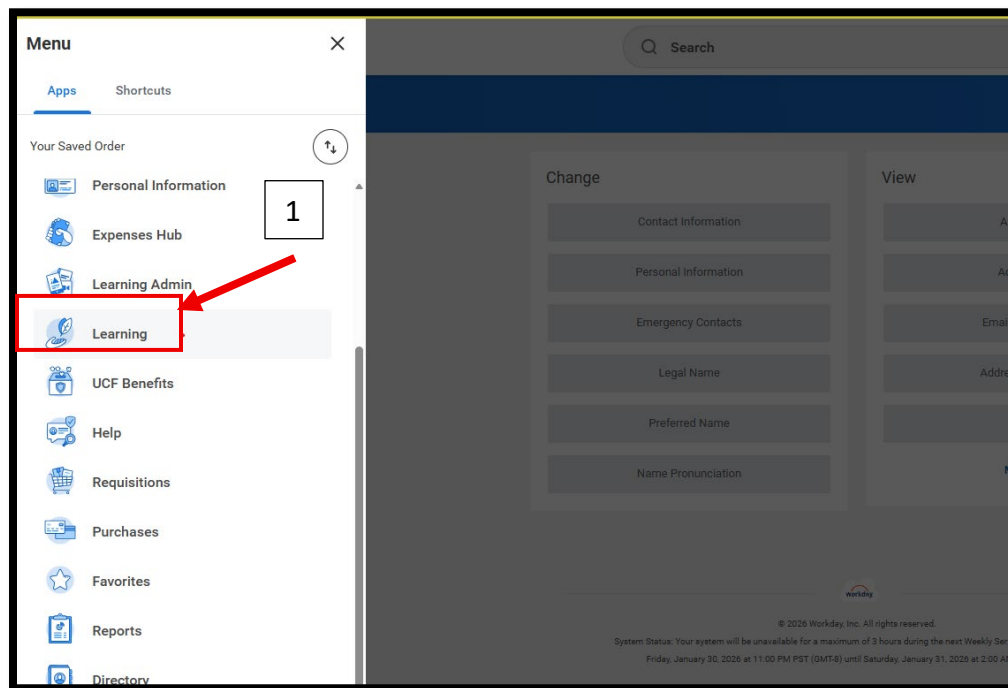 Menu
Search
Apps
Shortcuts
Your Saved Order
Personal Information
1
Expenses Hub
Learning Admin
Learning
UCF Benefits
Help
Requisitions
Purchases
Favorites
Reports
Directory
Change
Contact Information
Personal Information
Emergency Contacts
Legal Name
Preferred Name
Name Pronunciation
View
Email
workday
© 2026 Workday, Inc. All rights reserved.
System Status: Your system will be unavailable for a maximum of 3 hours during the next Weekly
Friday, January 30, 2026 at 11:00 PM PST (GMT-8) until Saturday, January 31, 2026 at 2:00